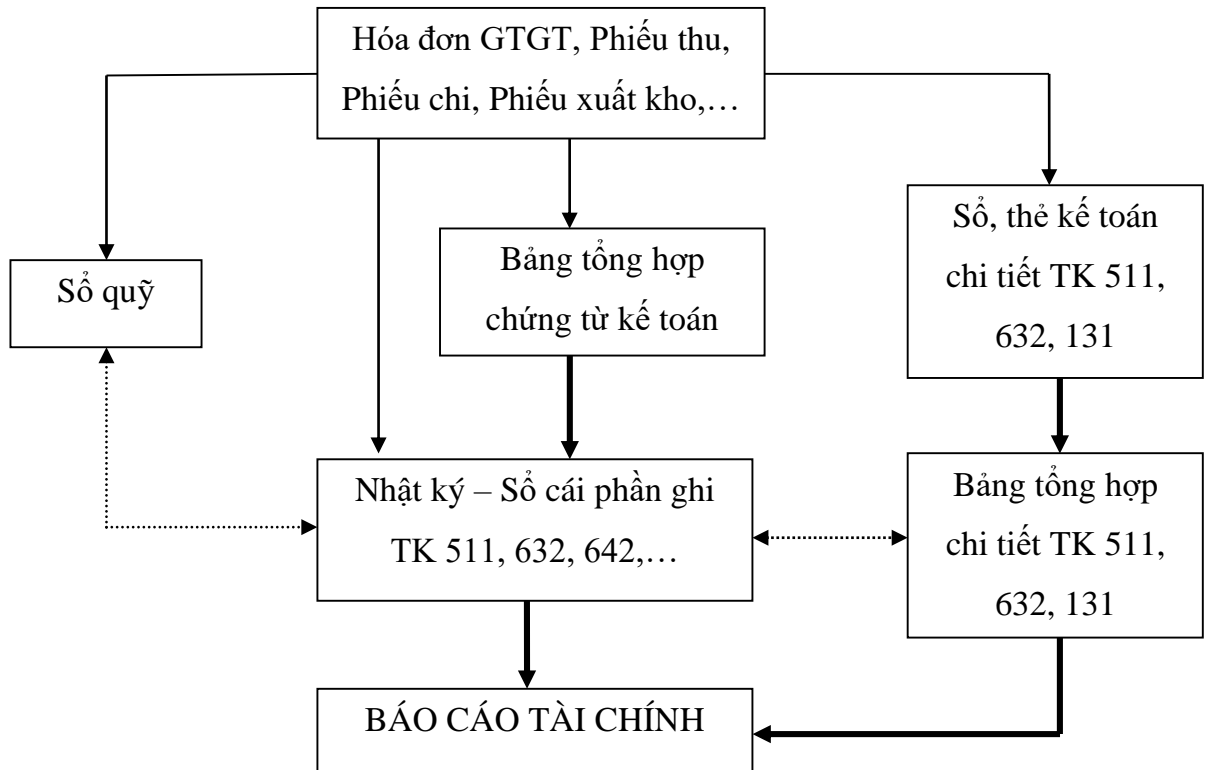 Hóa đơn GTGT, Phiếu thu,
Phiếu chi, Phiếu xuất kho,…
Sổ quỹ
Bảng tổng hợp
chứng từ kế toán
Sổ, thẻ kế toán
chi tiết TK 511,
632, 131
Nhật ký – Sổ cái phần ghi
TK 511, 632, 642,…
Bảng tổng hợp
chi tiết TK 511,
632, 131
BÁO CÁO TÀI CHÍNH